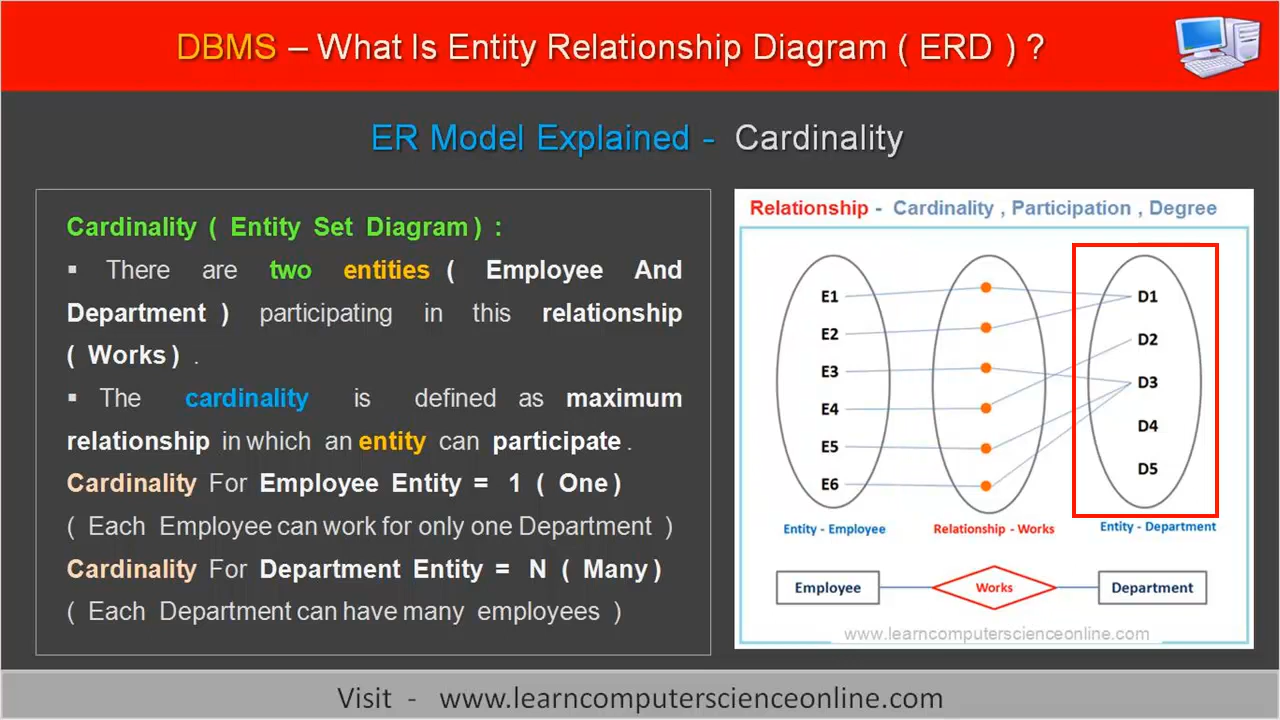 DBMS – What Is Entity Relationship Diagram ( ERD ) ?
ER Model Explained - Cardinality
Cardinality ( Entity Set Diagram ) :
▪ There are two entities ( Employee And
Department ) participating in this relationship
( Works ) .
▪ The cardinality is defined as maximum
relationship in which an entity can participate .
Cardinality For Employee Entity = 1 ( One )
( Each Employee can work for only one Department )
Cardinality For Department Entity = N ( Many )
( Each Department can have many employees )
Relationship - Cardinality , Participation , Degree
E1
E2
E3
E4
E5
E6
D1
D2
D3
D4
D5
Entity - Employee
Relationship - Works
Entity - Department
Employee
Works
Department
www.learncomputerscienceonline.com
Visit - www.learncomputerscienceonline.com